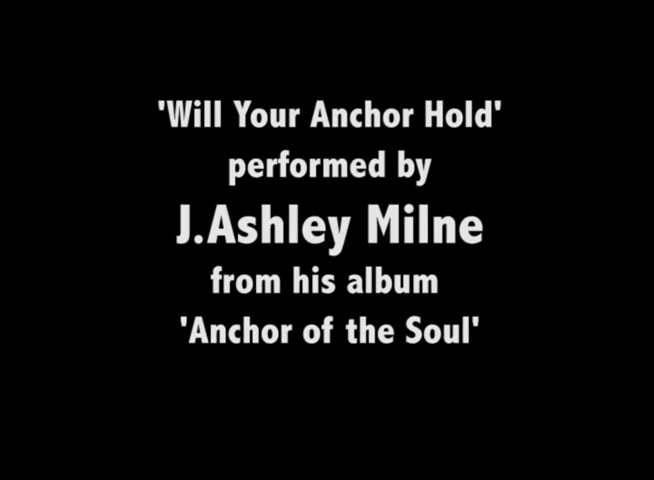 'Will Your Anchor Hold'
performed by
J.Ashley Milne
from his album
'Anchor of the Soul'